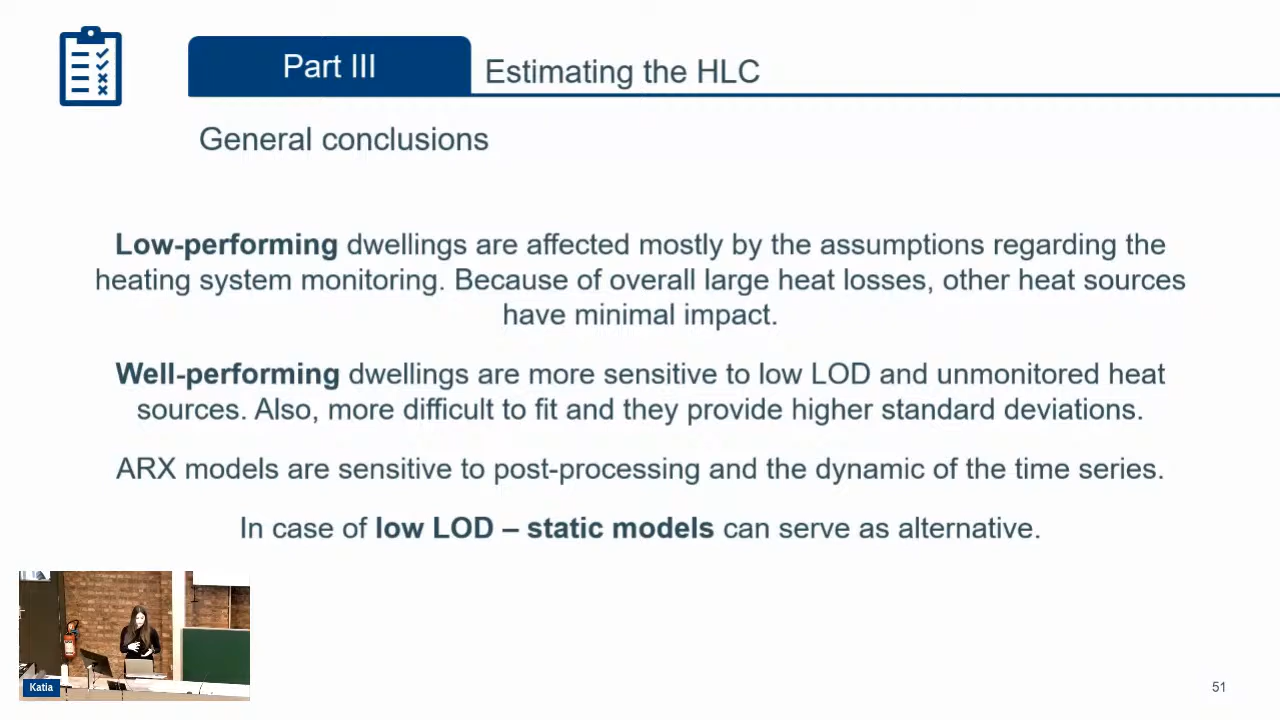 Part III
Estimating the HLC
General conclusions
Low-performing dwellings are affected mostly by the assumptions regarding the
heating system monitoring. Because of overall large heat losses, other heat sources
have minimal impact.
Well-performing dwellings are more sensitive to low LOD and unmonitored heat
sources. Also, more difficult to fit and they provide higher standard deviations.
ARX models are sensitive to post-processing and the dynamic of the time series.
In case of low LOD – static models can serve as alternative.
Katia
51